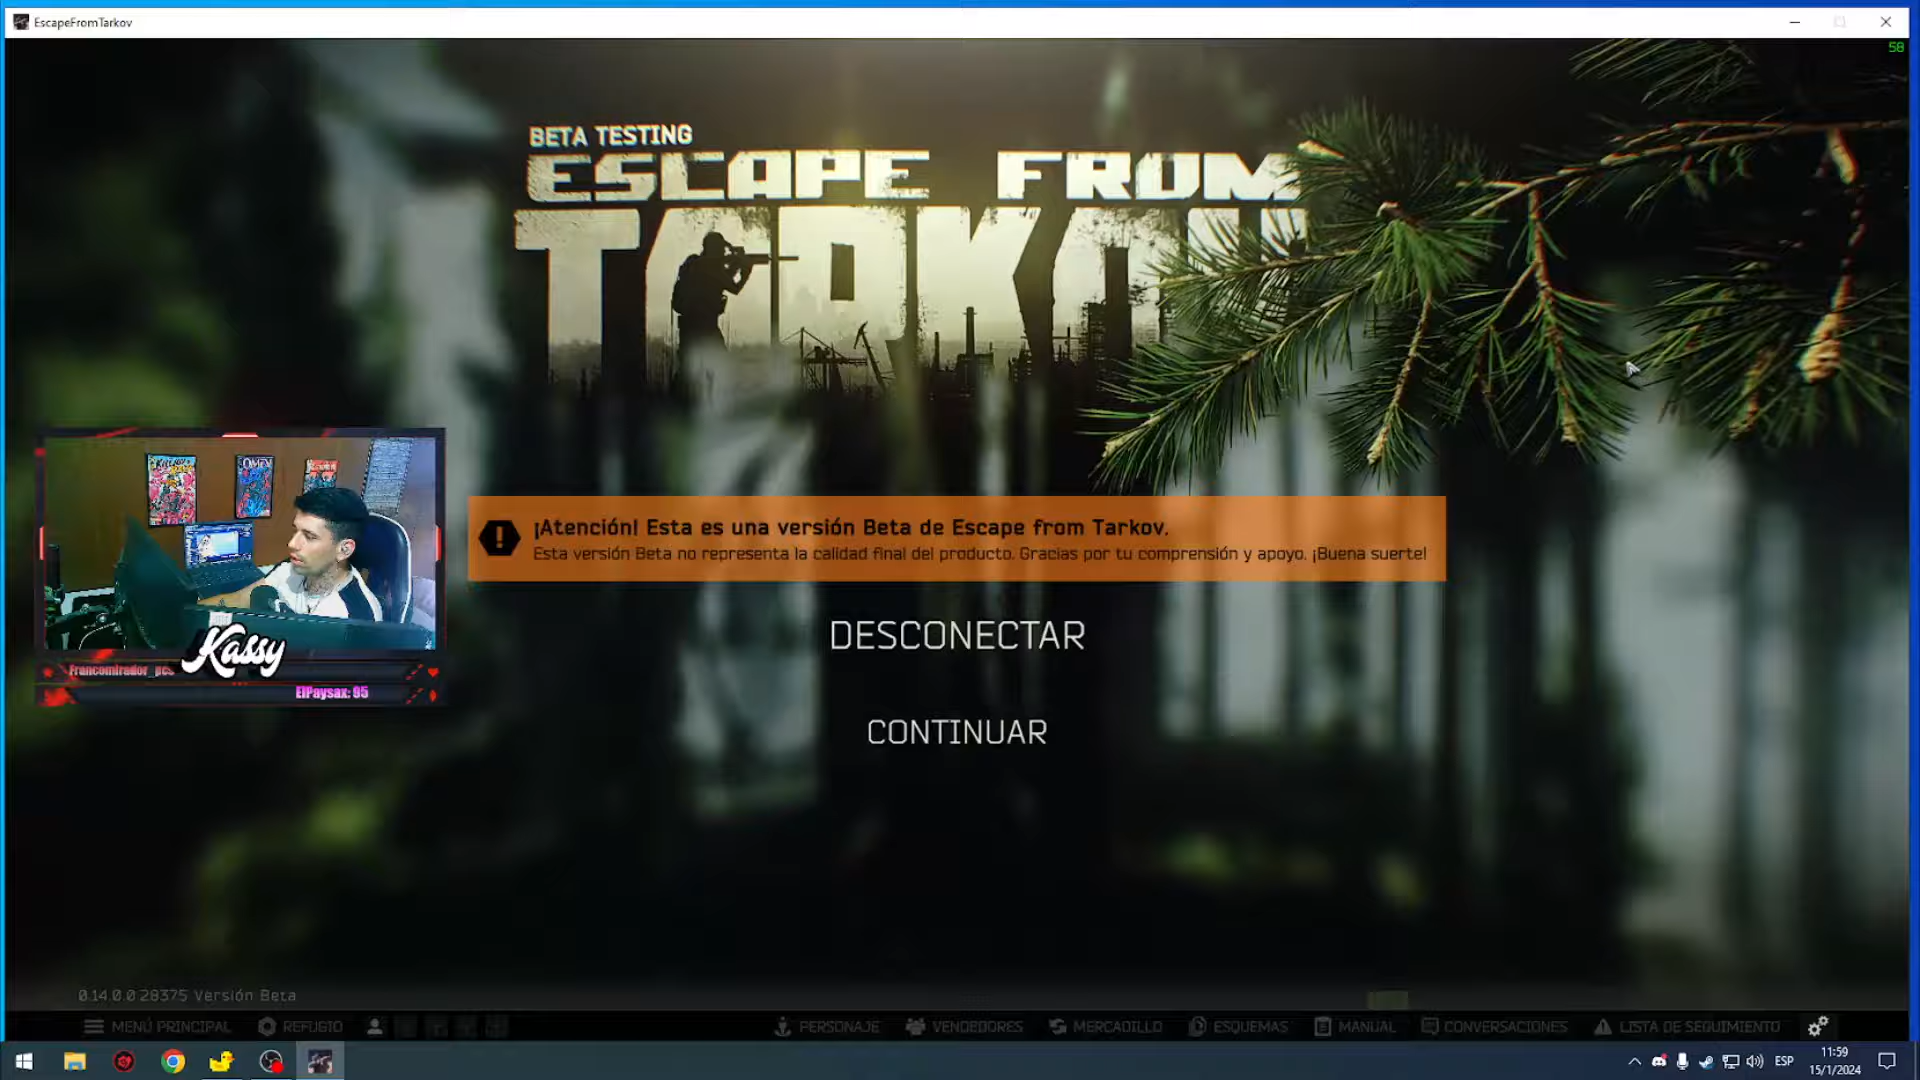 EscapeFromTarkov
58
BETA TESTING
ESCAPE FROM
TARKOV
OMEN
¡Atención! Esta es una versión Beta de Escape from Tarkov.
Esta versión Beta no representa la calidad final del producto. Gracias por tu comprensión y apoyo. ¡Buena suerte!
DESCONECTAR
CONTINUAR
Kassy
Francomirador_pcs
ElPaysax: 95
0.14.0.0.28375 Versión Beta
MENÚ PRINCIPAL REFUGIO PERSONAJE VENDEDORES MERCADILLO ESQUEMAS MANUAL CONVERSACIONES LISTA DE SEGUIMIENTO
ESP
11:59
15/1/2024